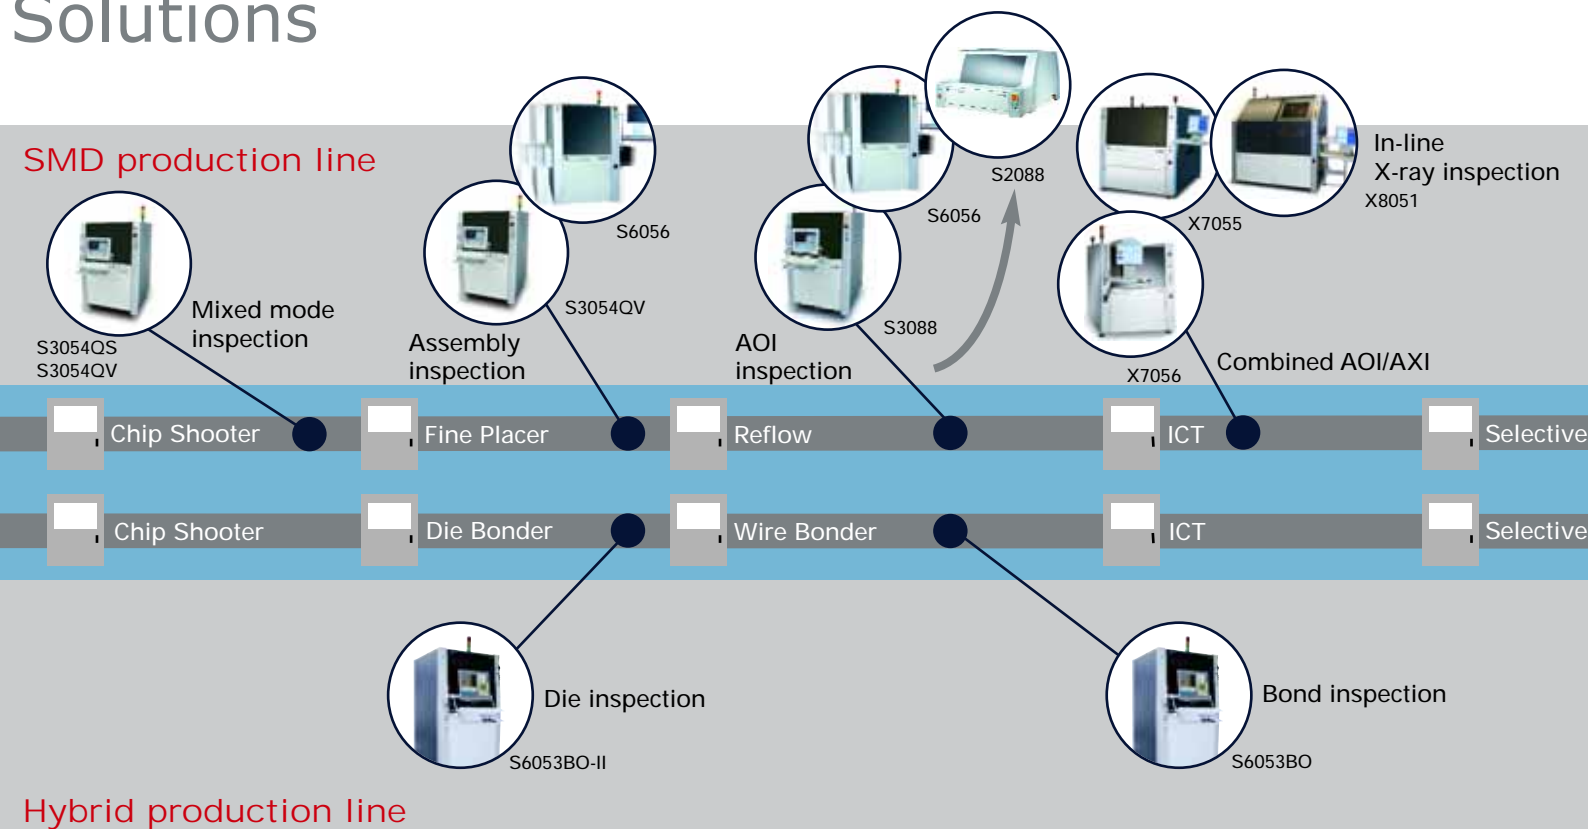 Solutions
SMD production line
S2088
In-line
X-ray inspection
X8051
S6056
S6056
X7055
Mixed mode
inspection
S3054QS
S3054QV
S3054QV
Assembly
inspection
S3088
AOI
inspection
X7056
Combined AOI/AXI
Chip Shooter
Fine Placer
Reflow
ICT
Selective
Chip Shooter
Die Bonder
Wire Bonder
ICT
Selective
Die inspection
S6053BO-II
Bond inspection
S6053BO
Hybrid production line